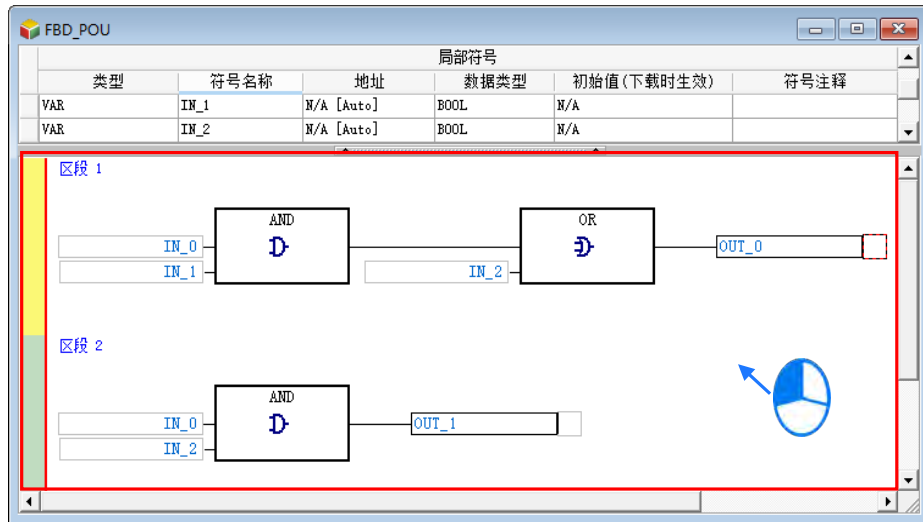 FBD_POU
局部符号
类型 符号名称 地址 数据类型 初始值(下载时生效) 符号注释
VAR IN_1 N/A [Auto] BOOL N/A
VAR IN_2 N/A [Auto] BOOL N/A
区段 1
AND OR
IN_0 OUT_0
IN_1 IN_2
区段 2
AND
IN_0 OUT_1
IN_2